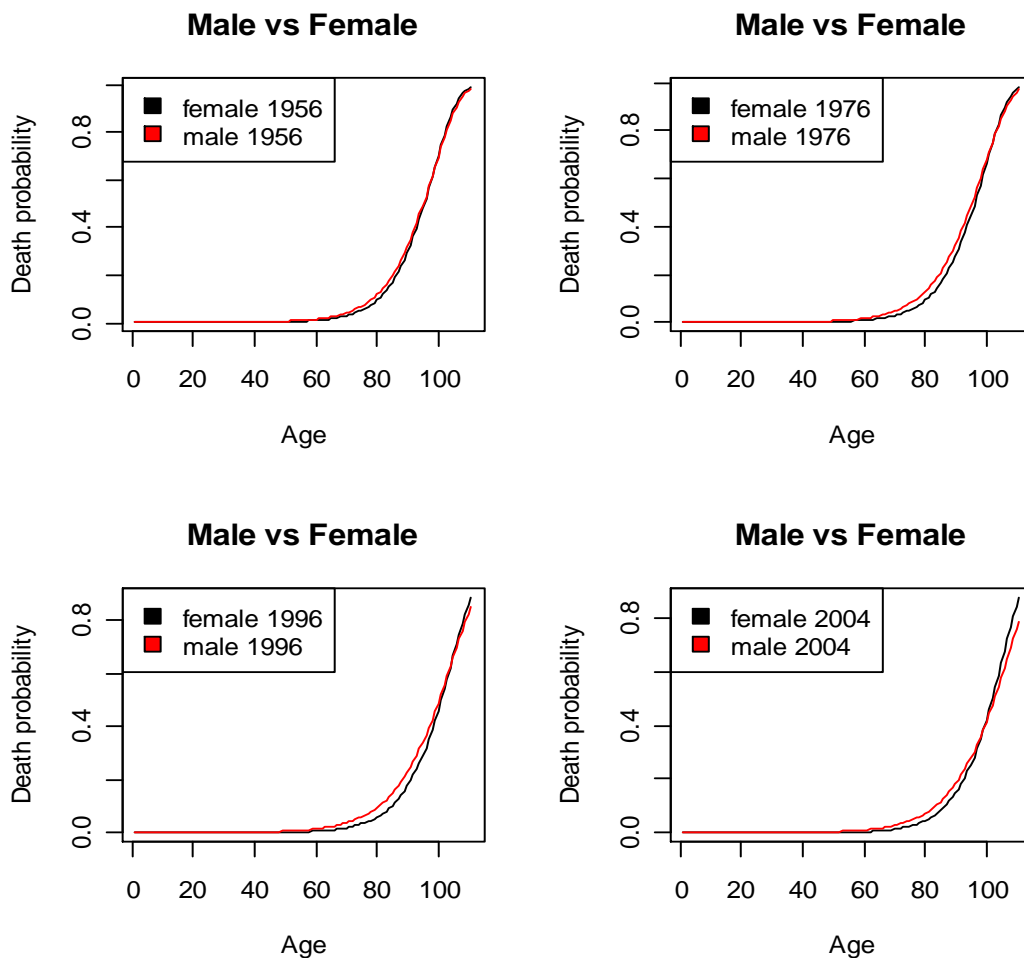 Male vs Female
female 1956
male 1956
Death probability
0.8
0.4
0.0
0 20 40 60 80 100
Age
Male vs Female
female 1976
male 1976
Death probability
0.8
0.4
0.0
0 20 40 60 80 100
Age
Male vs Female
female 1996
male 1996
Death probability
0.8
0.4
0.0
0 20 40 60 80 100
Age
Male vs Female
female 2004
male 2004
Death probability
0.8
0.4
0.0
0 20 40 60 80 100
Age